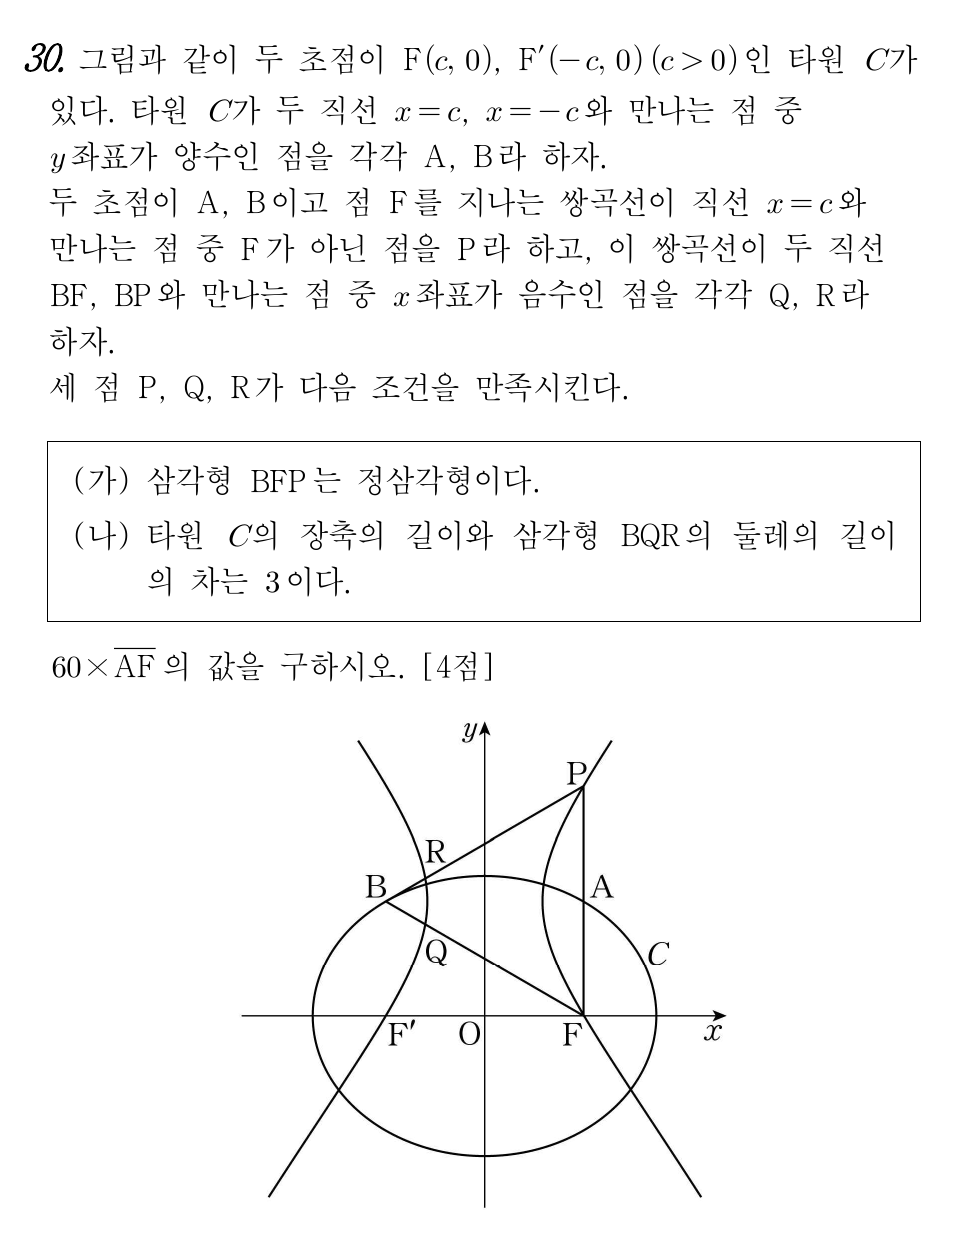 30. 그림과 같이 두 초점이 F(c, 0), F′(−c, 0)(c>0)인 타원 C가
있다. 타원 C가 두 직선 x=c, x=−c와 만나는 점 중
y좌표가 양수인 점을 각각 A, B라 하자.
두 초점이 A, B이고 점 F를 지나는 쌍곡선이 직선 x=c와
만나는 점 중 F가 아닌 점을 P라 하고, 이 쌍곡선이 두 직선
BF, BP와 만나는 점 중 x좌표가 음수인 점을 각각 Q, R라
하자.
세 점 P, Q, R가 다음 조건을 만족시킨다.
(가) 삼각형 BFP는 정삼각형이다.
(나) 타원 C의 장축의 길이와 삼각형 BQR의 둘레의 길이
의 차는 3이다.
60×A̅F̅의 값을 구하시오. [4점]
y
P
R
B
A
Q
C
F′
O
F
x